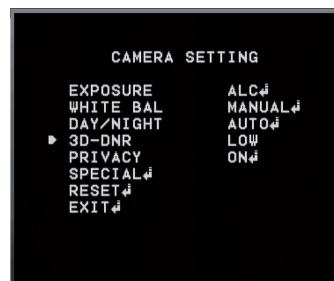 CAMERA SETTING
EXPOSURE ALC↲
WHITE BAL MANUAL↲
DAY/NIGHT AUTO↲
3D-DNR LOW
PRIVACY ON↲
SPECIAL↲
RESET↲
EXIT↲